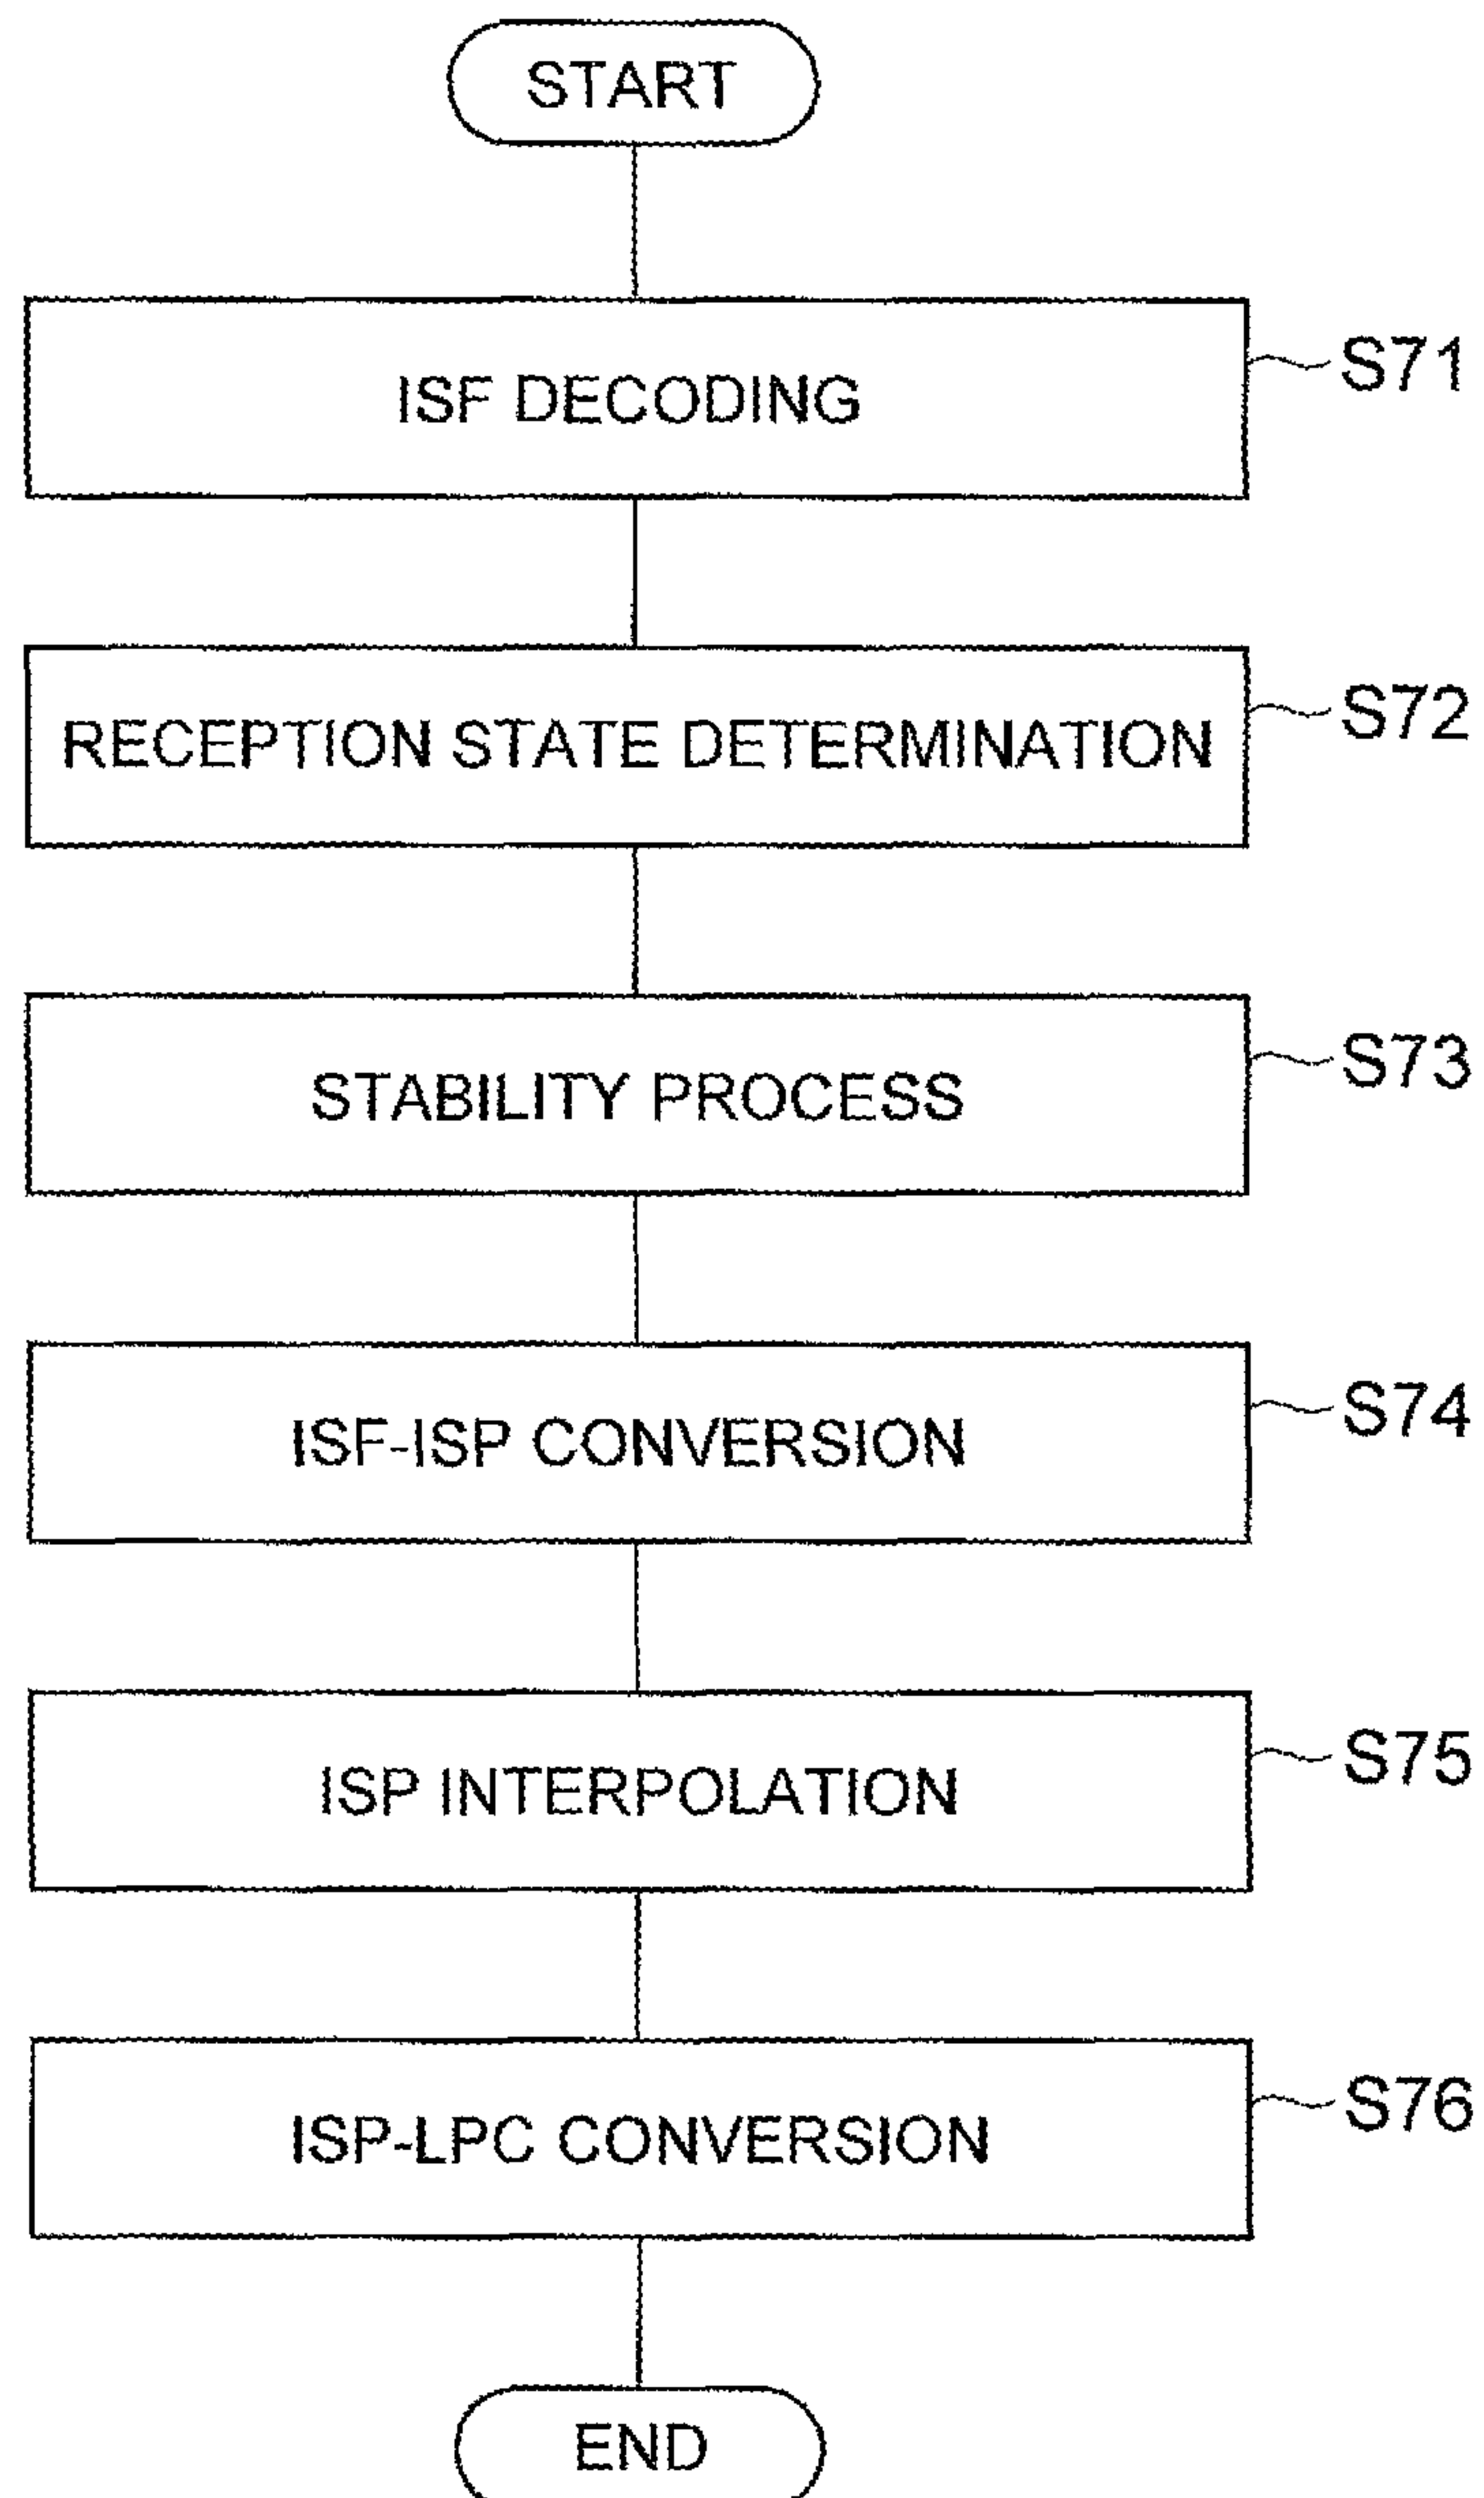 START
ISF DECODING
S71
RECEPTION STATE DETERMINATION
S72
STABILITY PROCESS
S73
ISF-ISP CONVERSION
S74
ISP INTERPOLATION
S75
ISP-LPC CONVERSION
S76
END